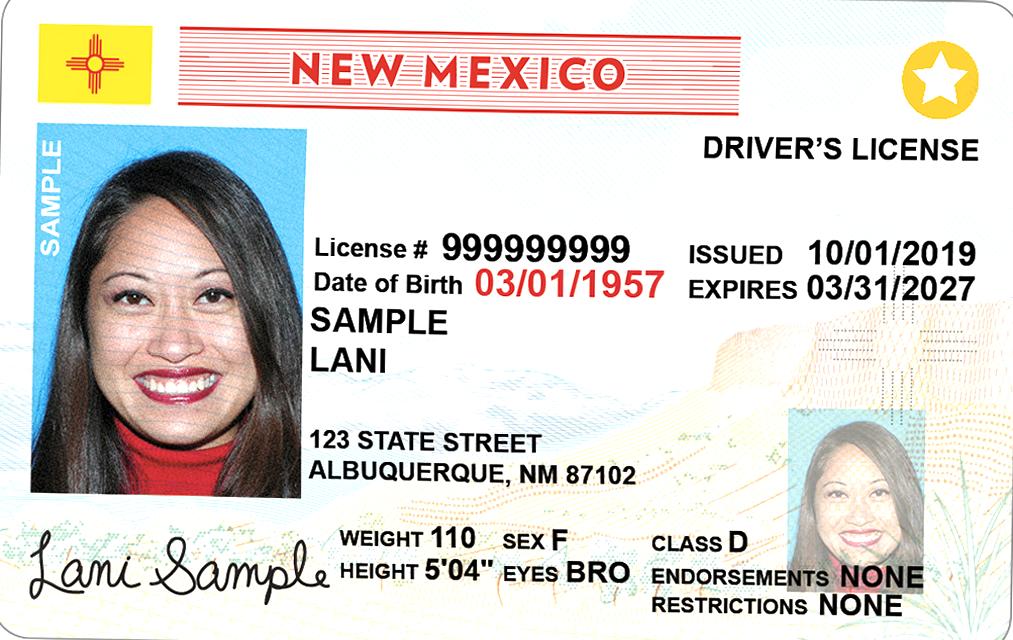 NEW MEXICO
DRIVER'S LICENSE
SAMPLE
License # 999999999
Date of Birth 03/01/1957
ISSUED 10/01/2019
EXPIRES 03/31/2027
SAMPLE
LANI
123 STATE STREET
ALBUQUERQUE, NM 87102
Lani Sample
WEIGHT 110 SEX F
HEIGHT 5'04" EYES BRO
CLASS D
ENDORSEMENTS NONE
RESTRICTIONS NONE